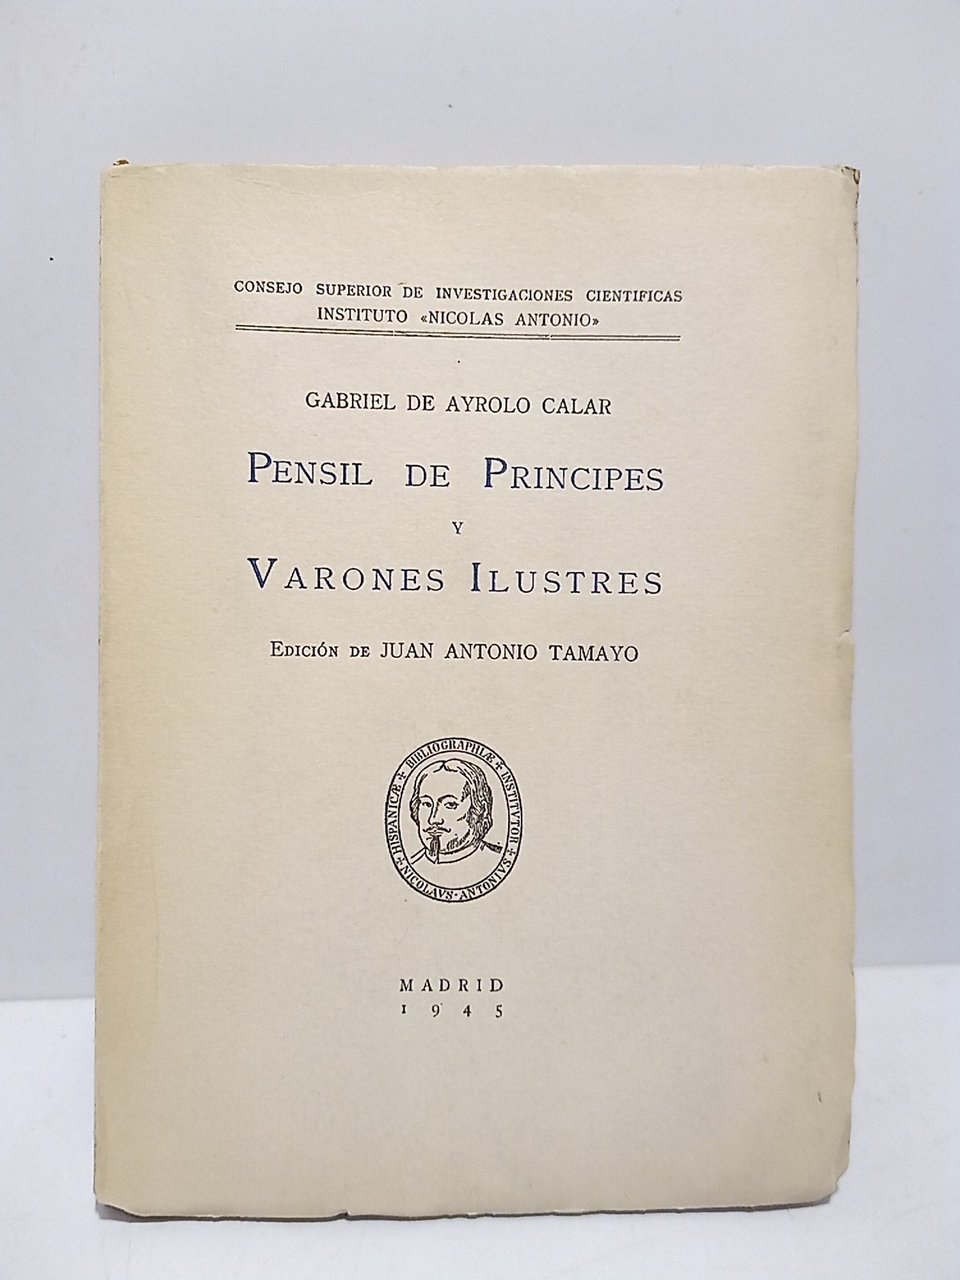 CONSEJO SUPERIOR DE INVESTIGACIONES CIENTIFICAS
INSTITUTO «NICOLAS ANTONIO»
GABRIEL DE AYROLO CALAR
PENSIL DE PRINCIPES
Y
VARONES ILUSTRES
EDICIÓN DE JUAN ANTONIO TAMAYO
HISPANICÆ + BIBLIOGRAPHIÆ + INSTITVTOR +
NICOLAVS · ANTONIVS +
MADRID
1945